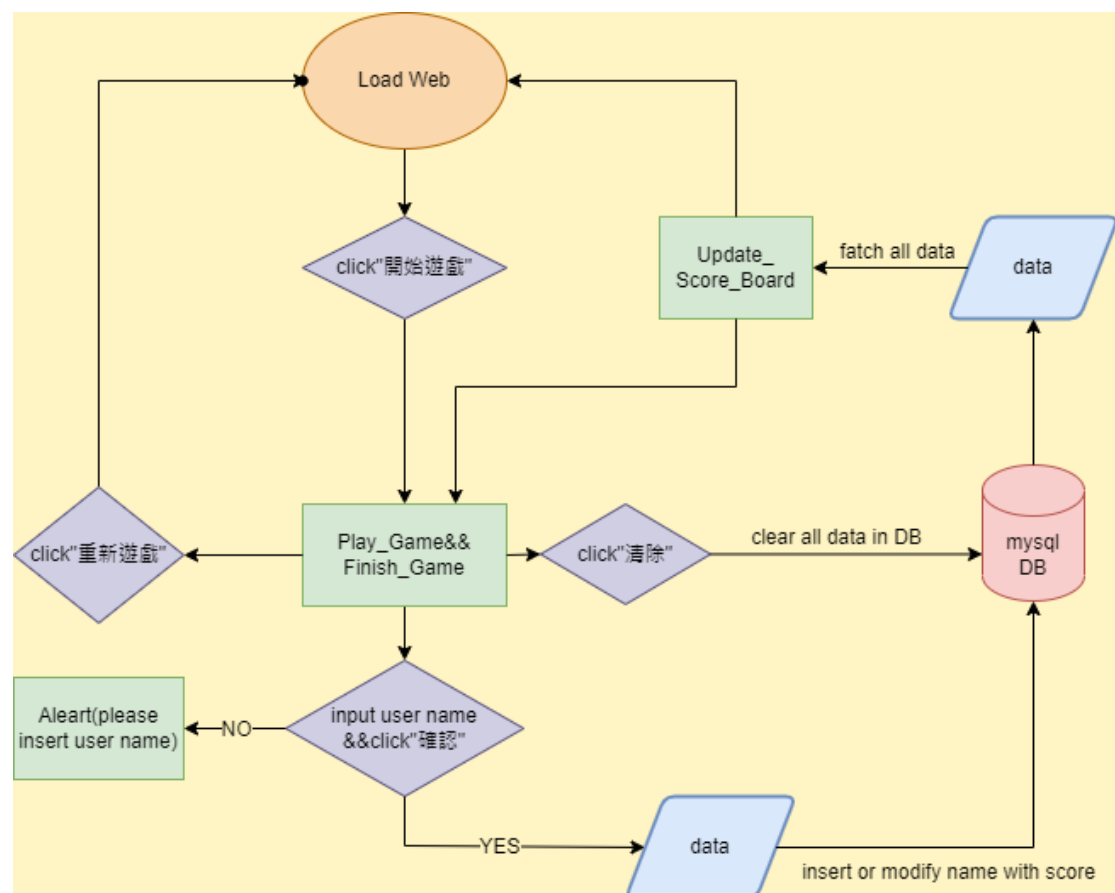 Load Web
click"開始遊戲"
Update_
Score_Board
fatch all data
data
click"重新遊戲"
Play_Game&&
Finish_Game
click"清除"
clear all data in DB
mysql
DB
Aleart(please
insert user name)
NO
input user name
&&click"確認"
YES
data
insert or modify name with score